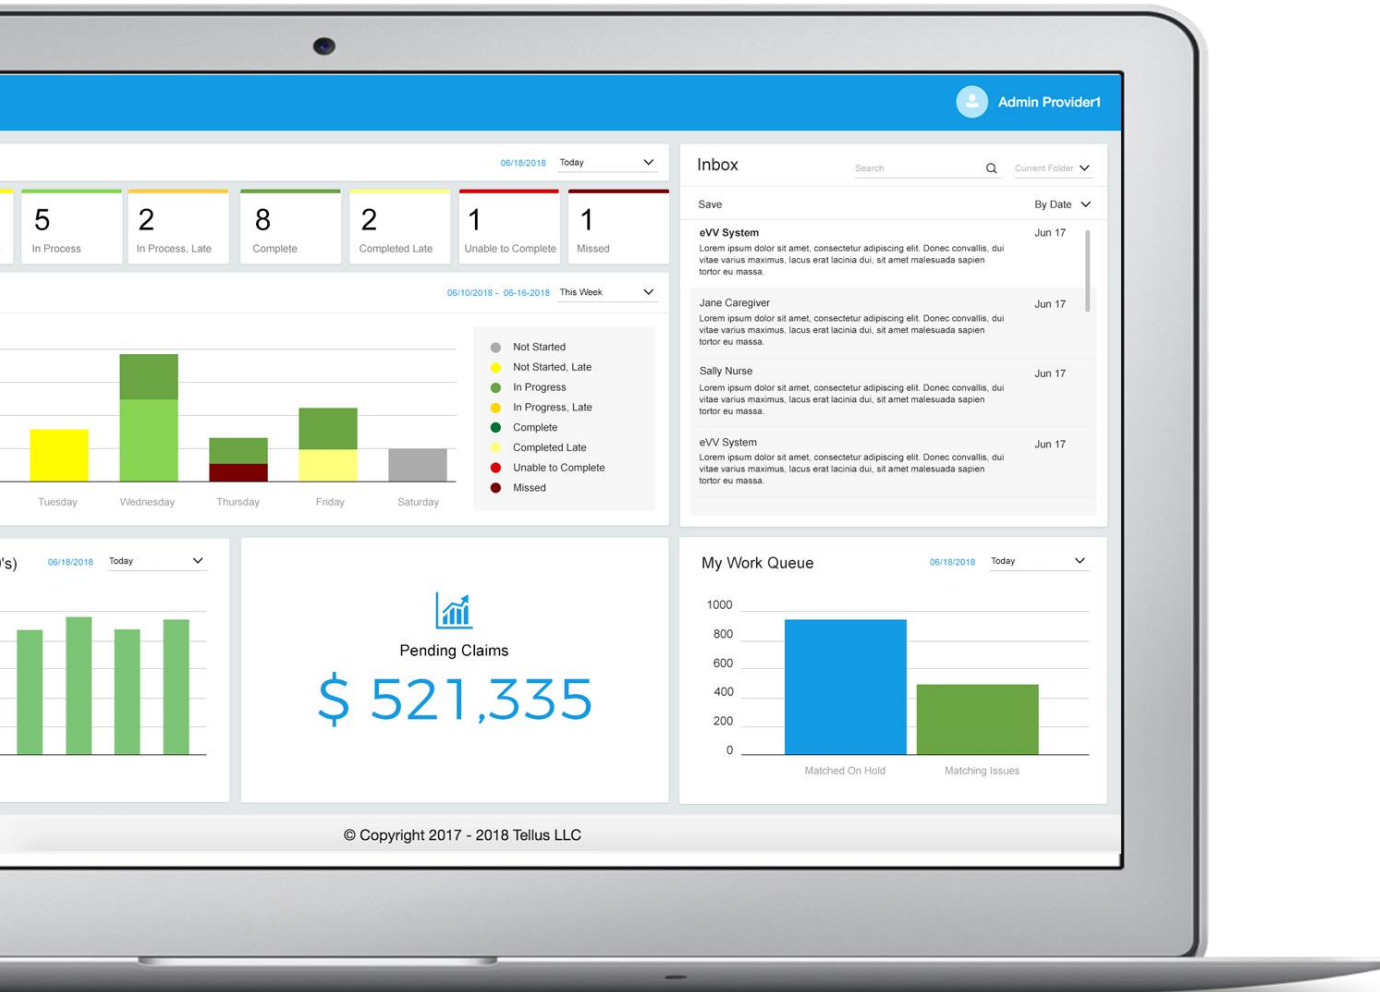 Admin Provider1
06/18/2018 Today
5
In Process
2
In Process, Late
8
Complete
2
Completed Late
1
Unable to Complete
1
Missed
06/10/2018 - 06-16-2018 This Week
Not Started
Not Started, Late
In Progress
In Progress, Late
Complete
Completed Late
Unable to Complete
Missed
Tuesday Wednesday Thursday Friday Saturday
Inbox Search Current Folder
Save By Date
eVV System Jun 17
Lorem ipsum dolor sit amet, consectetur adipiscing elit. Donec convallis, dui
vitae varius maximus, lacus erat lacinia dui, sit amet malesuada sapien
tortor eu massa.
Jane Caregiver Jun 17
Lorem ipsum dolor sit amet, consectetur adipiscing elit. Donec convallis, dui
vitae varius maximus, lacus erat lacinia dui, sit amet malesuada sapien
tortor eu massa.
Sally Nurse Jun 17
Lorem ipsum dolor sit amet, consectetur adipiscing elit. Donec convallis, dui
vitae varius maximus, lacus erat lacinia dui, sit amet malesuada sapien
tortor eu massa.
eVV System Jun 17
Lorem ipsum dolor sit amet, consectetur adipiscing elit. Donec convallis, dui
vitae varius maximus, lacus erat lacinia dui, sit amet malesuada sapien
tortor eu massa.
's) 06/18/2018 Today
Pending Claims
$ 521,335
My Work Queue 06/18/2018 Today
1000
800
600
400
200
0
Matched On Hold Matching Issues
© Copyright 2017 - 2018 Tellus LLC